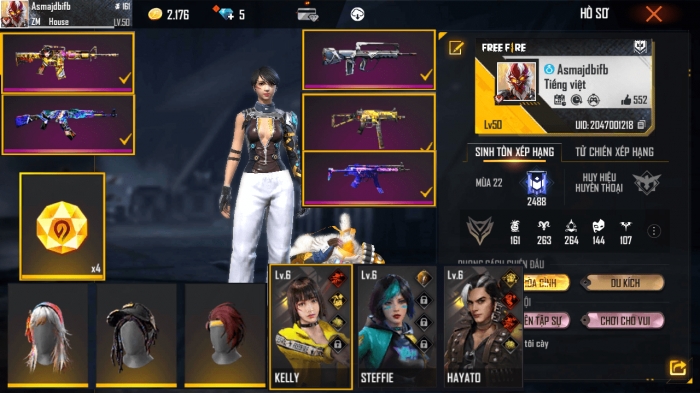 Asmajdbifb
161
ZM House
LV.50
2.176
5
HỒ SƠ
FREE FIRE
Asmajdbifb
Tiếng việt
552
Lv50
UID: 2047001218
SINH TỒN XẾP HẠNG
TỬ CHIẾN XẾP HẠNG
MÙA 22
2488
HUY HIỆU
HUYỀN THOẠI
161 263 264 144 107
x4
DU KÍCH
CHƠI CHO VUI
tôi cày
Lv.6
KELLY
Lv.6
STEFFIE
Lv.6
HAYATO